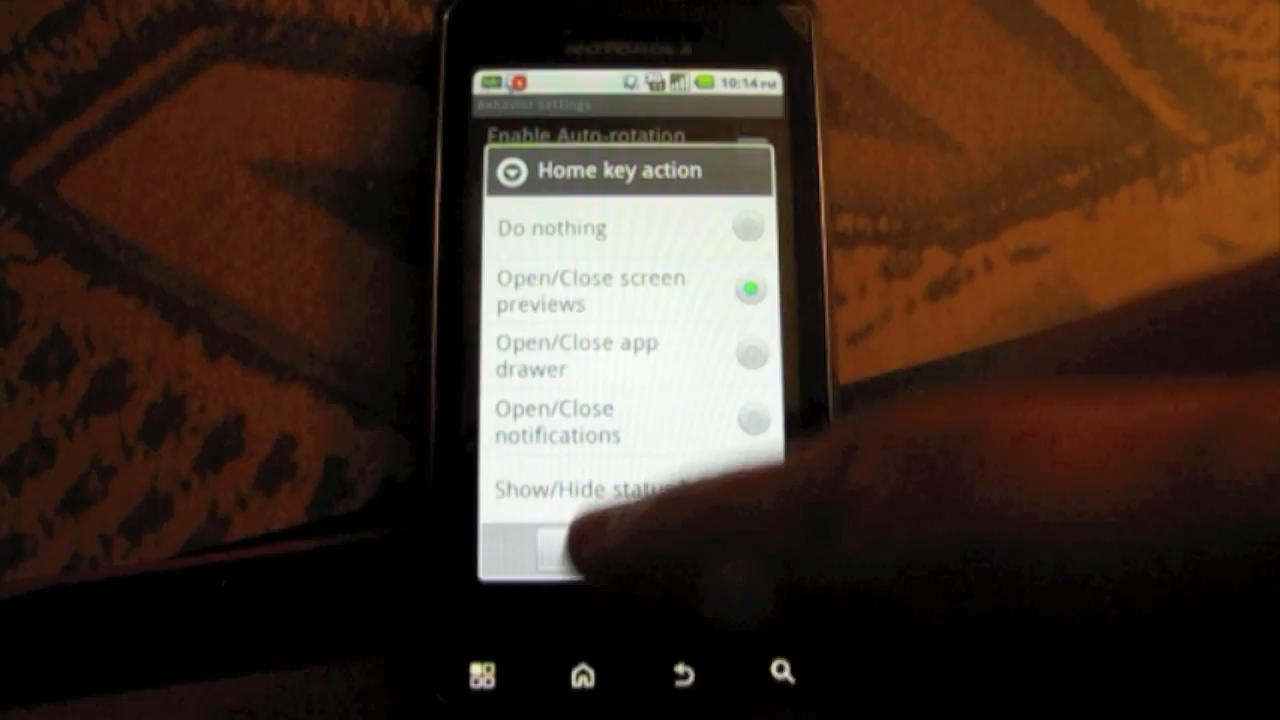 MOTOROLA
10:14 PM
Behavior Settings
Enable Auto-rotation
Home key action
Do nothing
Open/Close screen
previews
Open/Close app
drawer
Open/Close
notifications
Show/Hide status